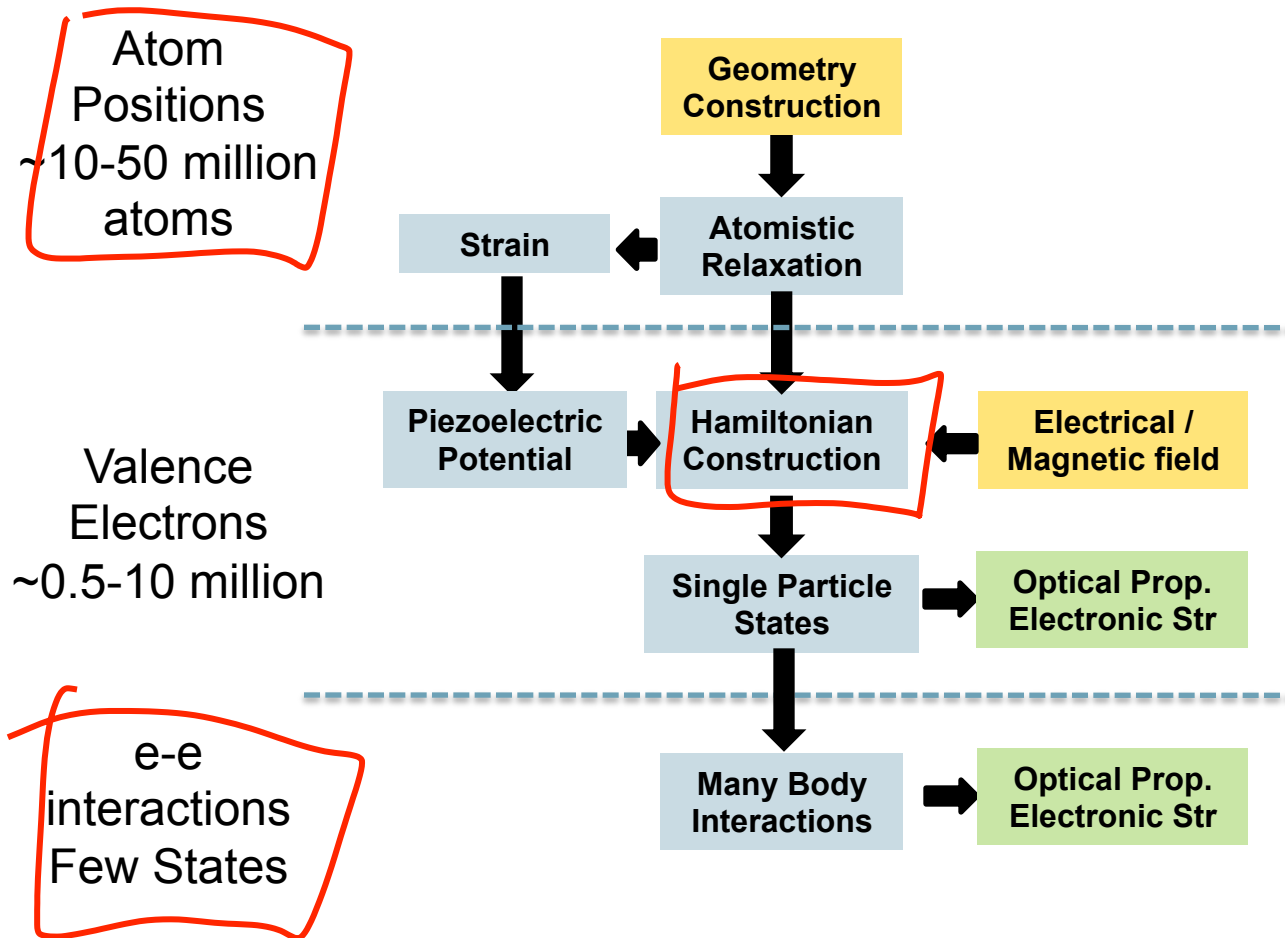 Atom
Positions
~10-50 million
atoms
Geometry
Construction
Strain
Atomistic
Relaxation
Valence
Electrons
~0.5-10 million
Piezoelectric
Potential
Hamiltonian
Construction
Electrical /
Magnetic field
Single Particle
States
Optical Prop.
Electronic Str
e-e
interactions
Few States
Many Body
Interactions
Optical Prop.
Electronic Str